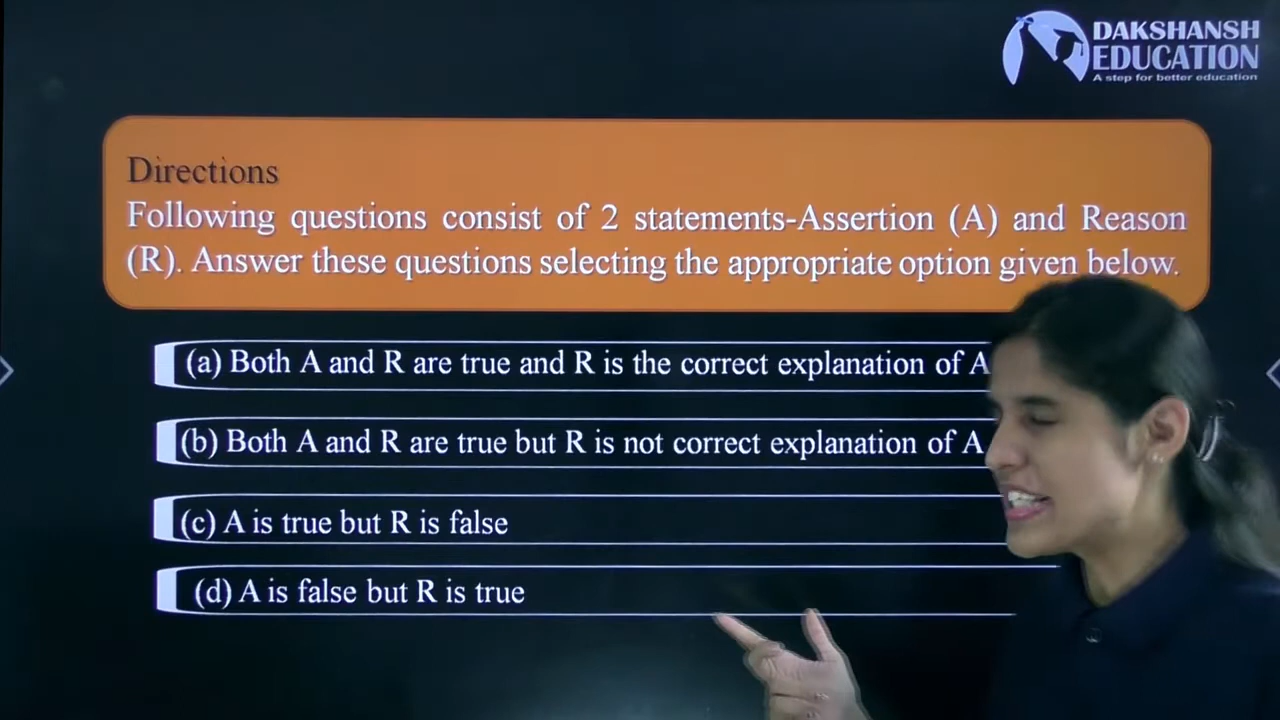 DAKSHANSH
EDUCATION
A step for better education
Directions
Following questions consist of 2 statements-Assertion (A) and Reason
(R). Answer these questions selecting the appropriate option given below.
(a) Both A and R are true and R is the correct explanation of A
(b) Both A and R are true but R is not correct explanation of A
(c) A is true but R is false
(d) A is false but R is true